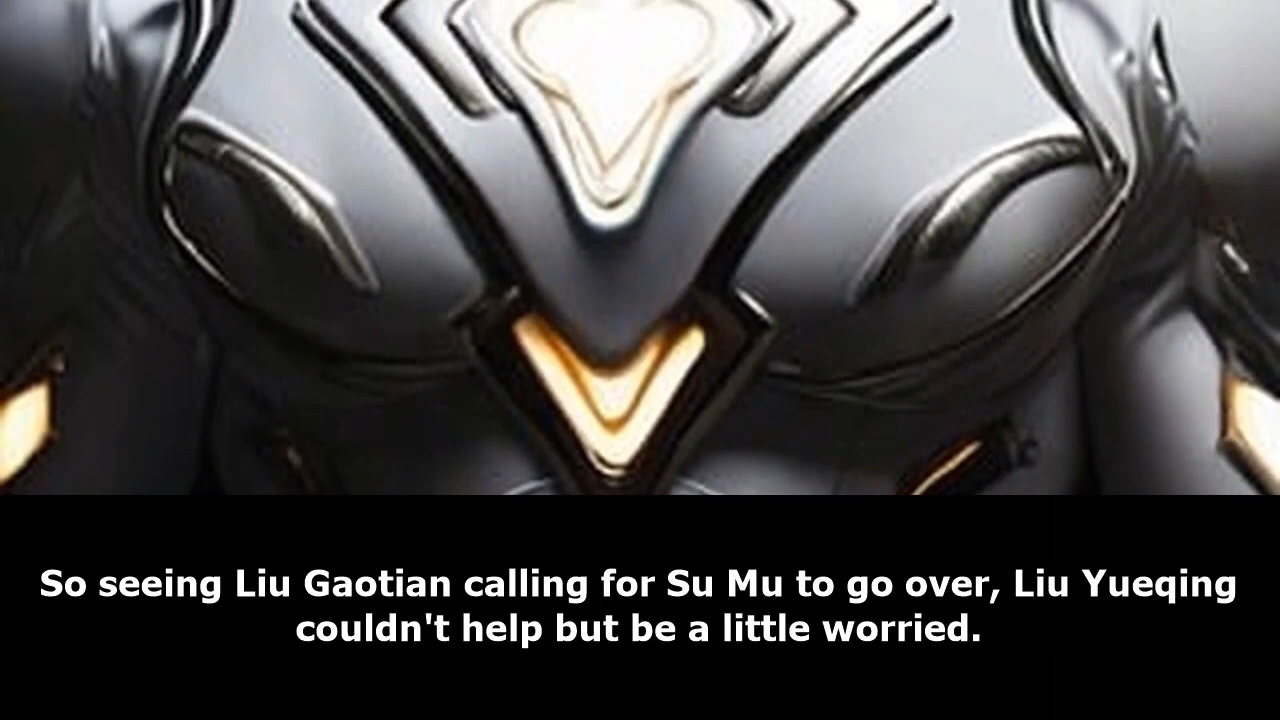 So seeing Liu Gaotian calling for Su Mu to go over, Liu Yueqing
couldn't help but be a little worried.